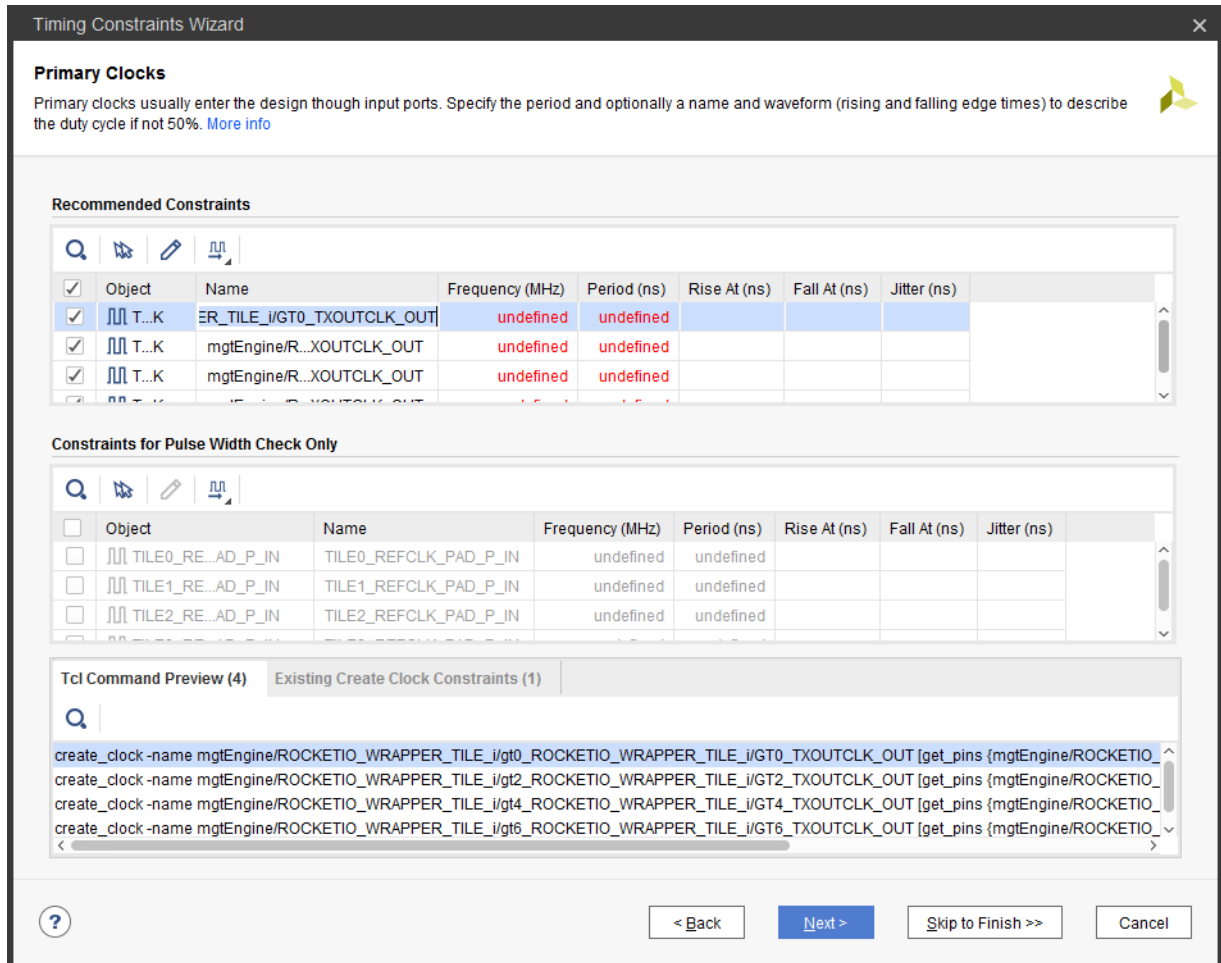 Timing Constraints Wizard
Primary Clocks
Primary clocks usually enter the design though input ports. Specify the period and optionally a name and waveform (rising and falling edge times) to describe
the duty cycle if not 50%. More info
Recommended Constraints
Object Name Frequency (MHz) Period (ns) Rise At (ns) Fall At (ns) Jitter (ns)
T...K ER_TILE_i/GT0_TXOUTCLK_OUT undefined undefined
T...K mgtEngine/R...XOUTCLK_OUT undefined undefined
T...K mgtEngine/R...XOUTCLK_OUT undefined undefined
Constraints for Pulse Width Check Only
Object Name Frequency (MHz) Period (ns) Rise At (ns) Fall At (ns) Jitter (ns)
TILE0_RE...AD_P_IN TILE0_REFCLK_PAD_P_IN undefined undefined
TILE1_RE...AD_P_IN TILE1_REFCLK_PAD_P_IN undefined undefined
TILE2_RE...AD_P_IN TILE2_REFCLK_PAD_P_IN undefined undefined
Tcl Command Preview (4) Existing Create Clock Constraints (1)
create_clock -name mgtEngine/ROCKETIO_WRAPPER_TILE_i/gt0_ROCKETIO_WRAPPER_TILE_i/GT0_TXOUTCLK_OUT [get_pins {mgtEngine/ROCKETIO_
create_clock -name mgtEngine/ROCKETIO_WRAPPER_TILE_i/gt2_ROCKETIO_WRAPPER_TILE_i/GT2_TXOUTCLK_OUT [get_pins {mgtEngine/ROCKETIO_
create_clock -name mgtEngine/ROCKETIO_WRAPPER_TILE_i/gt4_ROCKETIO_WRAPPER_TILE_i/GT4_TXOUTCLK_OUT [get_pins {mgtEngine/ROCKETIO_
create_clock -name mgtEngine/ROCKETIO_WRAPPER_TILE_i/gt6_ROCKETIO_WRAPPER_TILE_i/GT6_TXOUTCLK_OUT [get_pins {mgtEngine/ROCKETIO_
? < Back Next > Skip to Finish >> Cancel